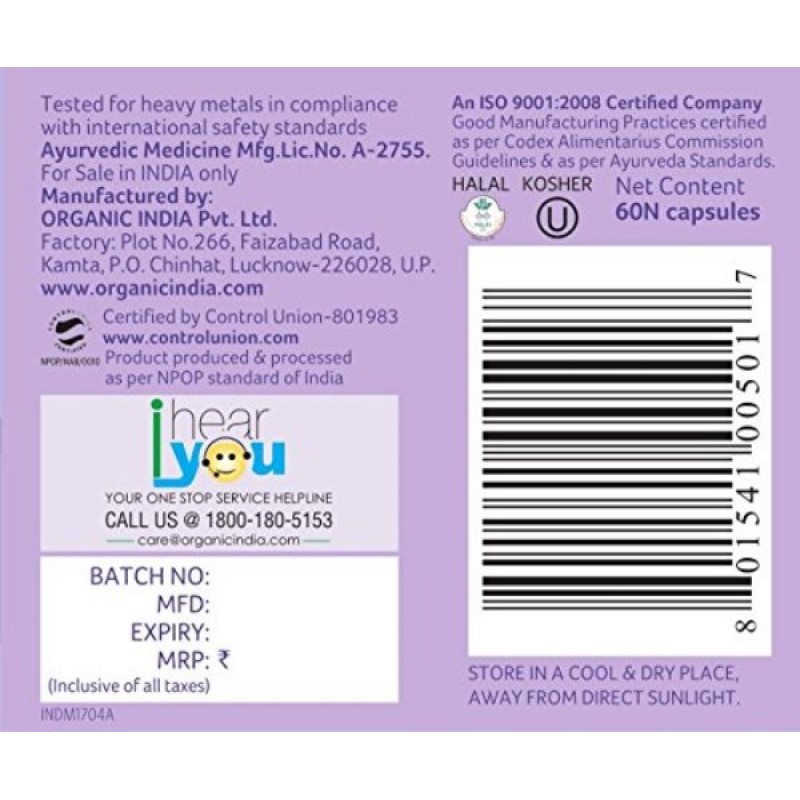 Tested for heavy metals in compliance
with international safety standards
Ayurvedic Medicine Mfg.Lic.No. A-2755.
For Sale in INDIA only
Manufactured by:
ORGANIC INDIA Pvt. Ltd.
Factory: Plot No.266, Faizabad Road,
Kamta, P.O. Chinhat, Lucknow-226028, U.P.
www.organicindia.com
Certified by Control Union-801983
www.controlunion.com
NPOP/NAB/0010
Product produced & processed
as per NPOP standard of India
i hear
you
YOUR ONE STOP SERVICE HELPLINE
CALL US @ 1800-180-5153
care@organicindia.com
BATCH NO:
MFD:
EXPIRY:
MRP: ₹
(Inclusive of all taxes)
INDM1704A
An ISO 9001:2008 Certified Company
Good Manufacturing Practices certified
as per Codex Alimentarius Commission
Guidelines & as per Ayurveda Standards.
HALAL KOSHER
U
Net Content
60N capsules
8 01541 00501 7
STORE IN A COOL & DRY PLACE,
AWAY FROM DIRECT SUNLIGHT.